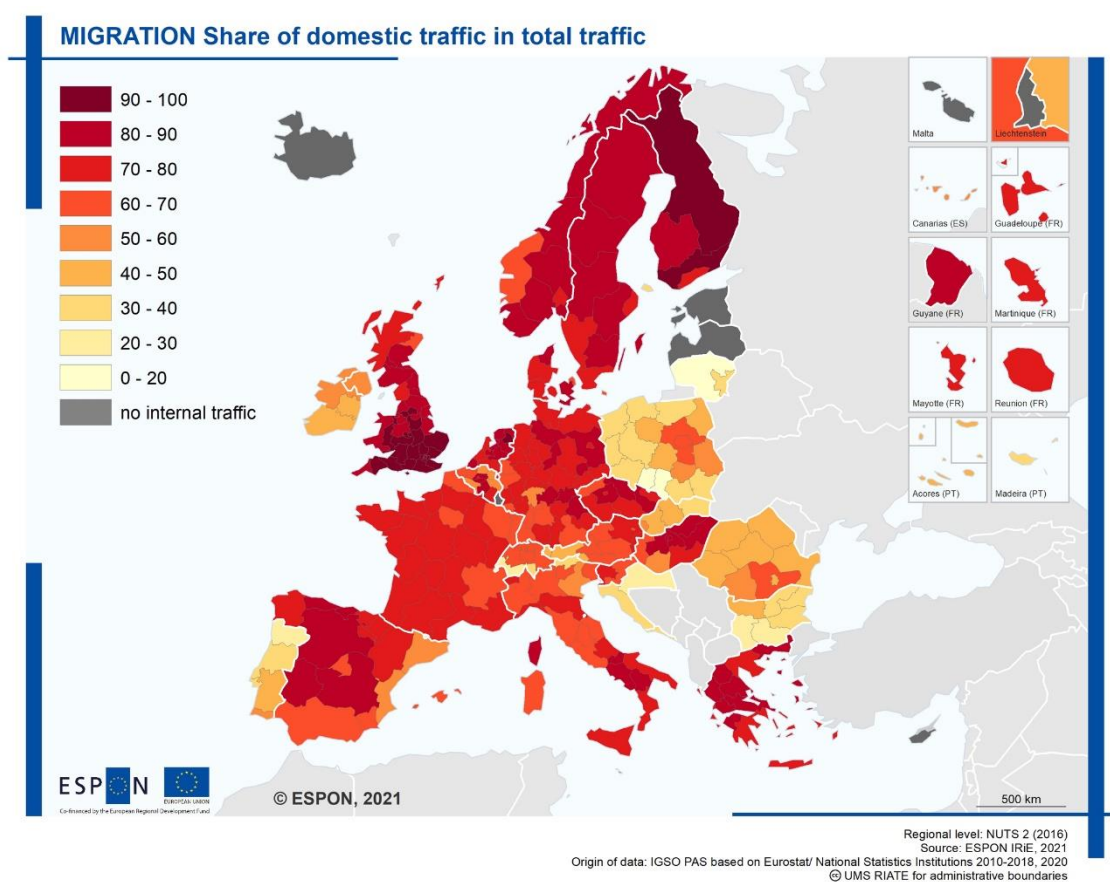 MIGRATION Share of domestic traffic in total traffic
90 - 100
80 - 90
70 - 80
60 - 70
50 - 60
40 - 50
30 - 40
20 - 30
0 - 20
no internal traffic
Malta
Liechtenstein
Canarias (ES)
Guadeloupe (FR)
Guyane (FR)
Martinique (FR)
Mayotte (FR)
Reunion (FR)
Acores (PT)
Madeira (PT)
ESPON
EUROPEAN UNION
Co-financed by the European Regional Development Fund
© ESPON, 2021
500 km
Regional level: NUTS 2 (2016)
Source: ESPON IRiE, 2021
Origin of data: IGSO PAS based on Eurostat/ National Statistics Institutions 2010-2018, 2020
UMS RIATE for administrative boundaries